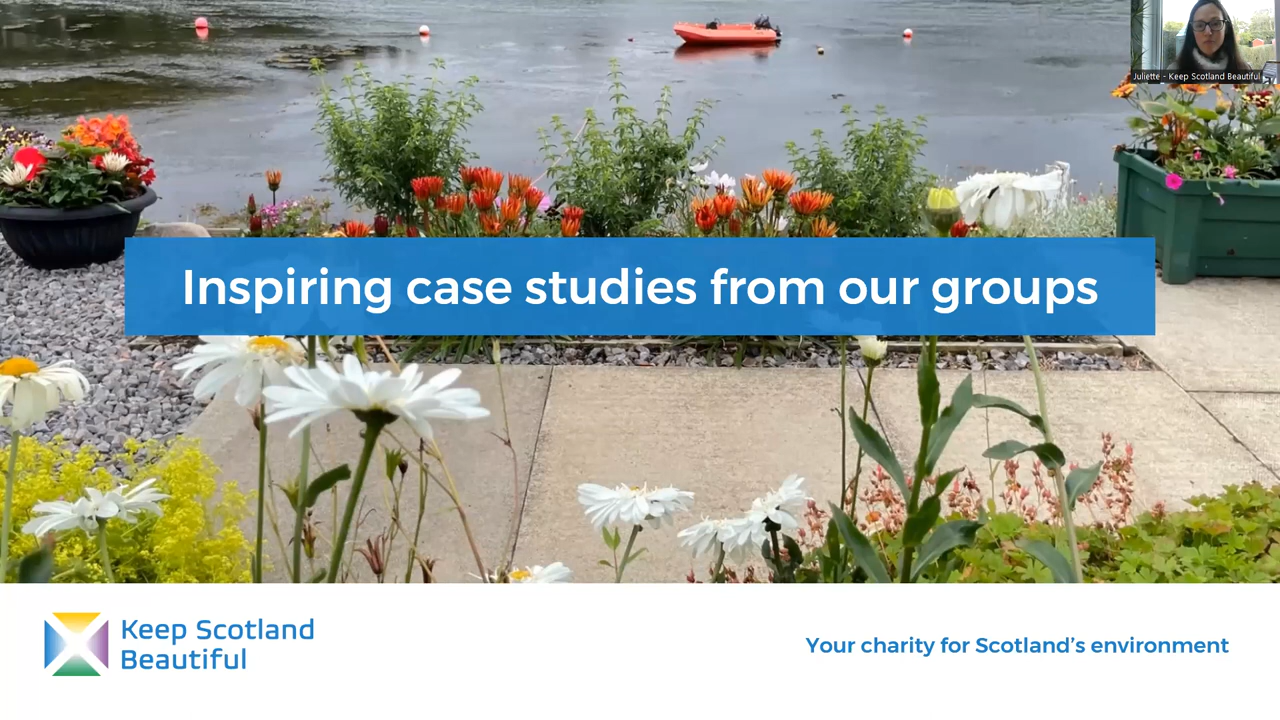 Juliette - Keep Scotland Beautiful
Inspiring case studies from our groups
Keep Scotland
Beautiful
Your charity for Scotland's environment